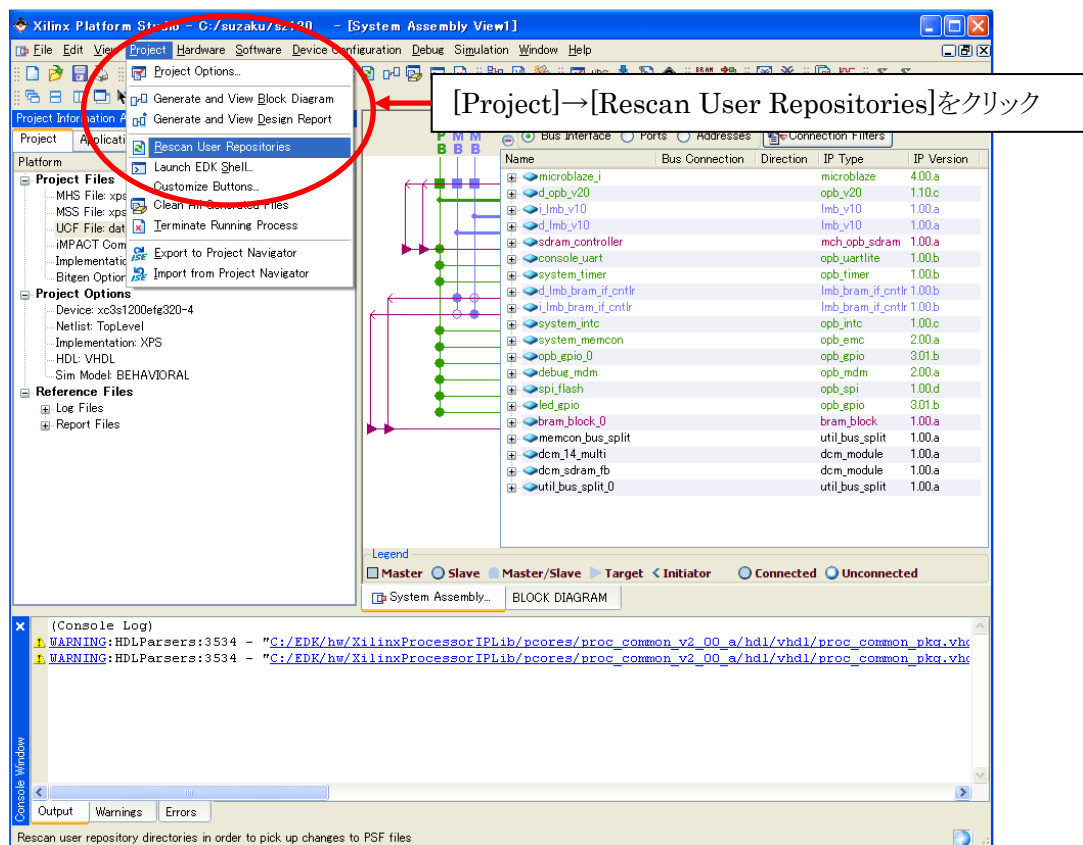 Xilinx Platform Studio - C:/suzaku/sz130 - [System Assembly View1]
File Edit View Project Hardware Software Device Configuration Debug Simulation Window Help
Project Options...
Generate and View Block Diagram
Generate and View Design Report
Rescan User Repositories
Launch EDK Shell...
Customize Buttons...
Clean All Generated Files
Terminate Running Process
Export to Project Navigator
Import from Project Navigator
[Project]→[Rescan User Repositories]をクリック
Project Information A
Project Applicati
Platform
Project Files
MHS File: xps
MSS File: xps
UCF File: dat
iMPACT Com
Implementatic
Bitgen Option
Project Options
Device: xc3s1200efg320-4
Netlist: TopLevel
Implementation: XPS
HDL: VHDL
Sim Model: BEHAVIORAL
Reference Files
Log Files
Report Files
P M M
B B B
Bus Interface Ports Addresses Connection Filters
Name Bus Connection Direction IP Type IP Version
microblaze_i microblaze 4.00.a
d_opb_v20 opb_v20 1.10.c
i_lmb_v10 lmb_v10 1.00.a
d_lmb_v10 lmb_v10 1.00.a
sdram_controller mch_opb_sdram 1.00.a
console_uart opb_uartlite 1.00.b
system_timer opb_timer 1.00.b
d_lmb_bram_if_cntlr lmb_bram_if_cntlr 1.00.b
i_lmb_bram_if_cntlr lmb_bram_if_cntlr 1.00.b
system_intc opb_intc 1.00.c
system_memcon opb_emc 2.00.a
opb_gpio_0 opb_gpio 3.01.b
debug_mdm opb_mdm 2.00.a
spi_flash opb_spi 1.00.d
led_gpio opb_gpio 3.01.b
bram_block_0 bram_block 1.00.a
memcon_bus_split util_bus_split 1.00.a
dcm_14_multi dcm_module 1.00.a
dcm_sdram_fb dcm_module 1.00.a
util_bus_split_0 util_bus_split 1.00.a
Legend
Master Slave Master/Slave Target Initiator Connected Unconnected
System Assembly... BLOCK DIAGRAM
(Console Log)
WARNING:HDLParsers:3534 - "C:/EDK/hw/XilinxProcessorIPLib/pcores/proc_common_v2_00_a/hdl/vhdl/proc_common_pkg.vhd
WARNING:HDLParsers:3534 - "C:/EDK/hw/XilinxProcessorIPLib/pcores/proc_common_v2_00_a/hdl/vhdl/proc_common_pkg.vhd
Console Window
Output Warnings Errors
Rescan user repository directories in order to pick up changes to PSF files